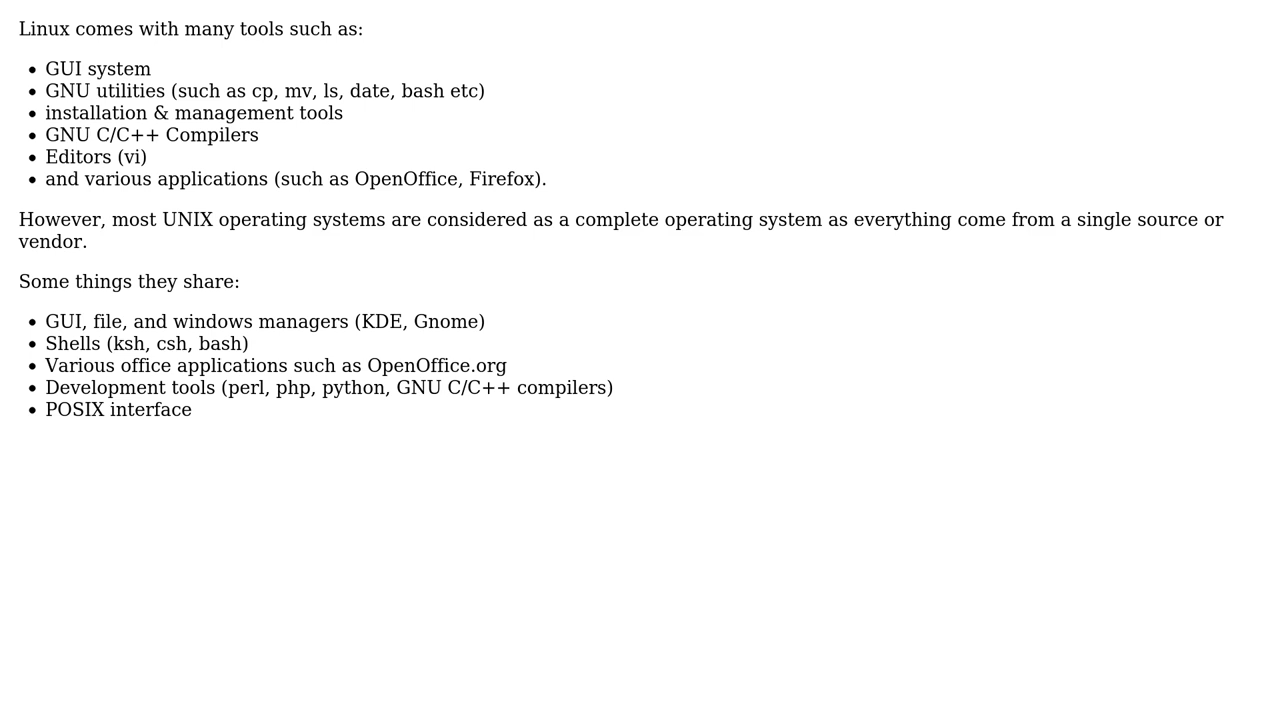 Linux comes with many tools such as:
• GUI system
• GNU utilities (such as cp, mv, ls, date, bash etc)
• installation & management tools
• GNU C/C++ Compilers
• Editors (vi)
• and various applications (such as OpenOffice, Firefox).
However, most UNIX operating systems are considered as a complete operating system as everything come from a single source or
vendor.
Some things they share:
• GUI, file, and windows managers (KDE, Gnome)
• Shells (ksh, csh, bash)
• Various office applications such as OpenOffice.org
• Development tools (perl, php, python, GNU C/C++ compilers)
• POSIX interface